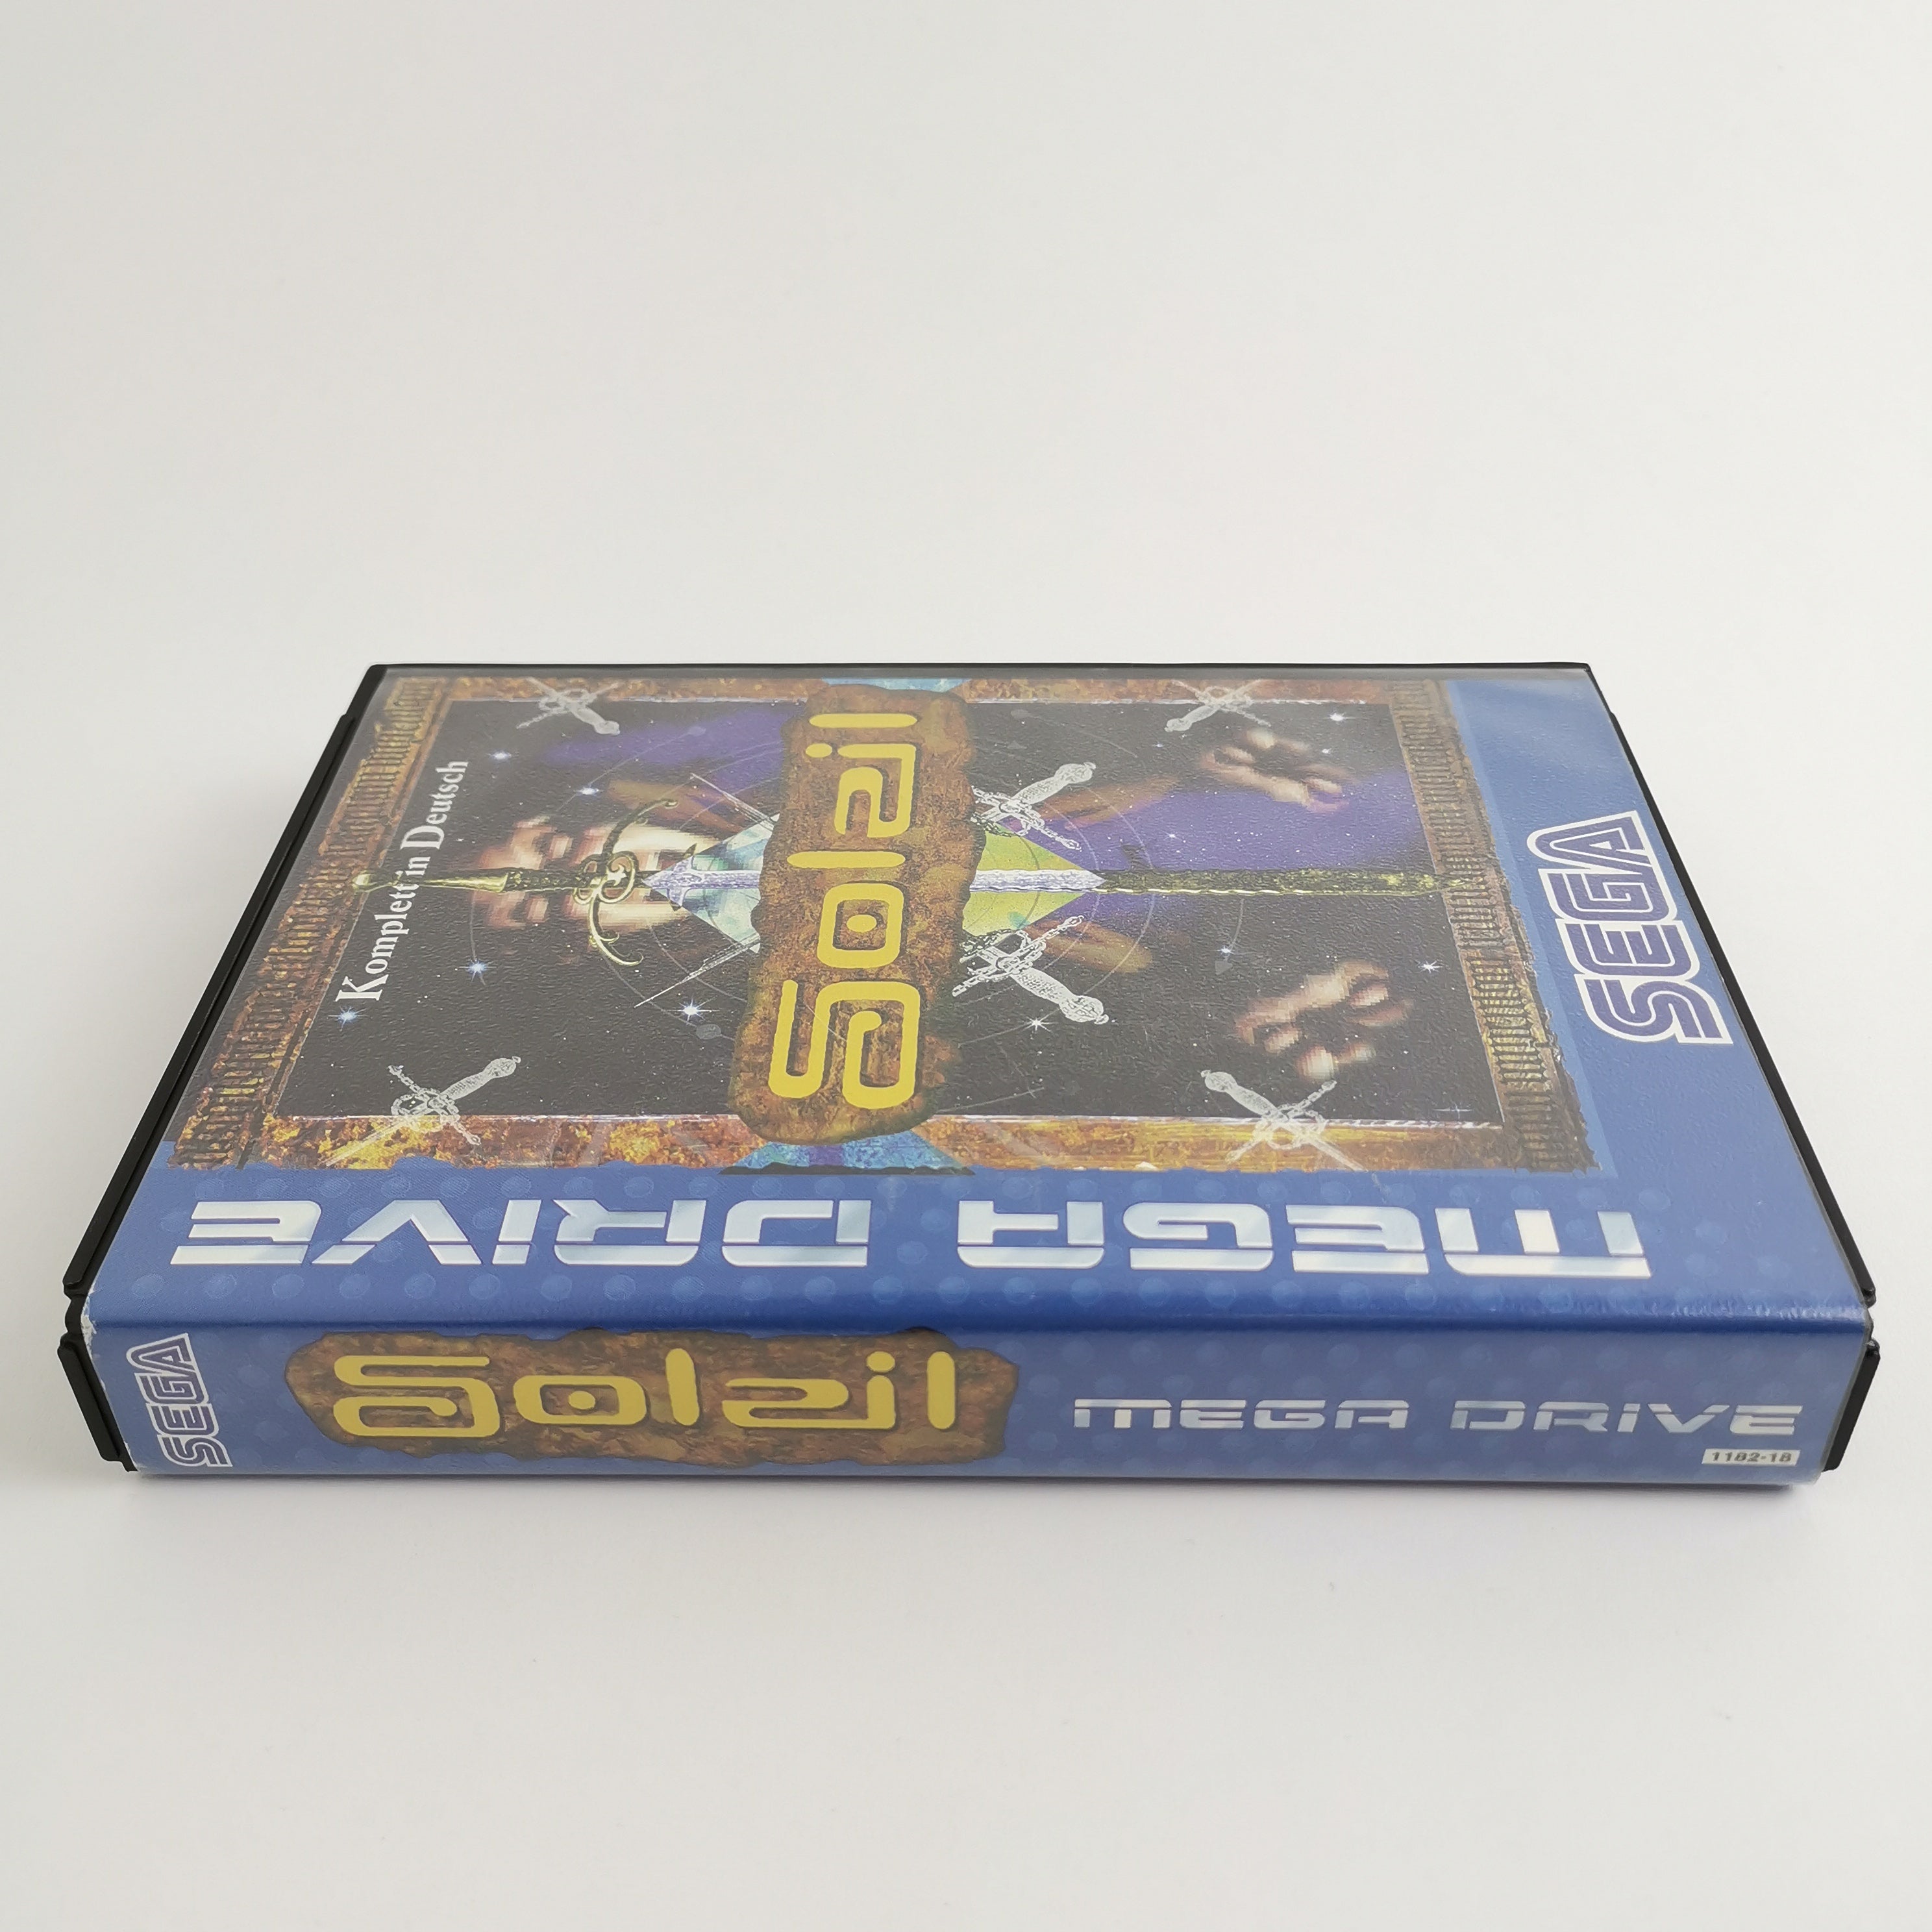 Komplett in Deutsch
Soleil
SEGA
MEGA DRIVE
SEGA
Soleil
MEGA DRIVE
1182-18